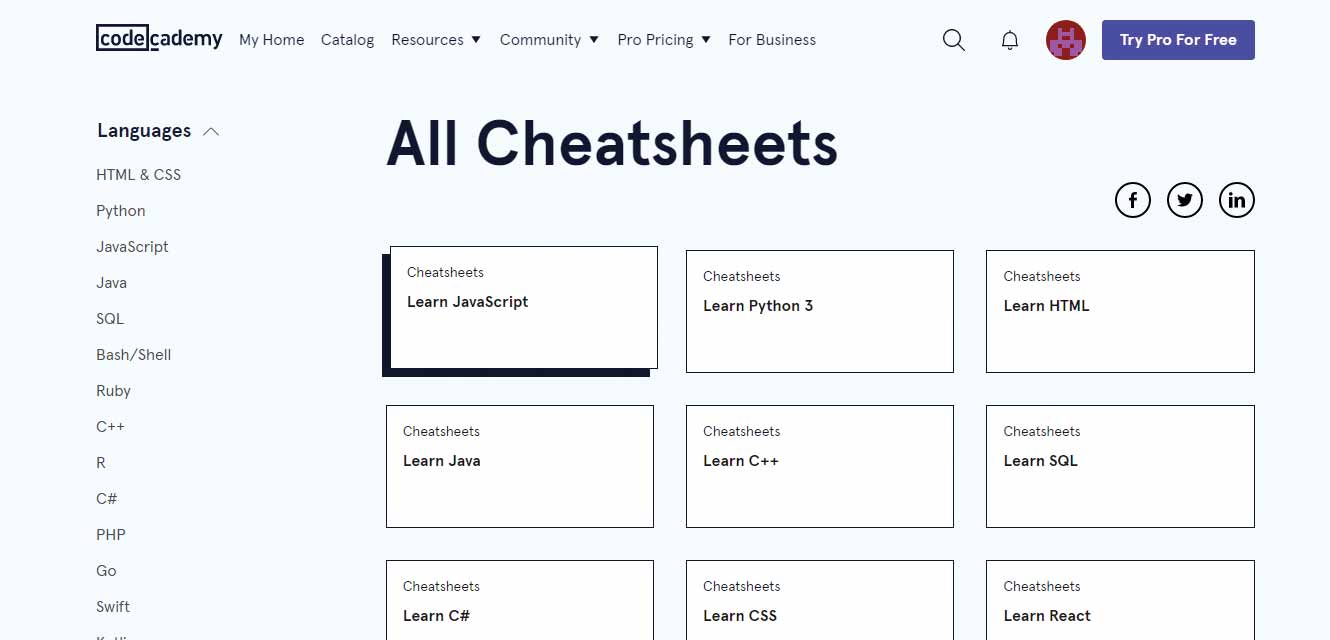 codecademy My Home Catalog Resources Community Pro Pricing For Business Try Pro For Free
Languages
HTML & CSS
Python
JavaScript
Java
SQL
Bash/Shell
Ruby
C++
R
C#
PHP
Go
Swift
All Cheatsheets
Cheatsheets
Learn JavaScript
Cheatsheets
Learn Python 3
Cheatsheets
Learn HTML
Cheatsheets
Learn Java
Cheatsheets
Learn C++
Cheatsheets
Learn SQL
Cheatsheets
Learn C#
Cheatsheets
Learn CSS
Cheatsheets
Learn React